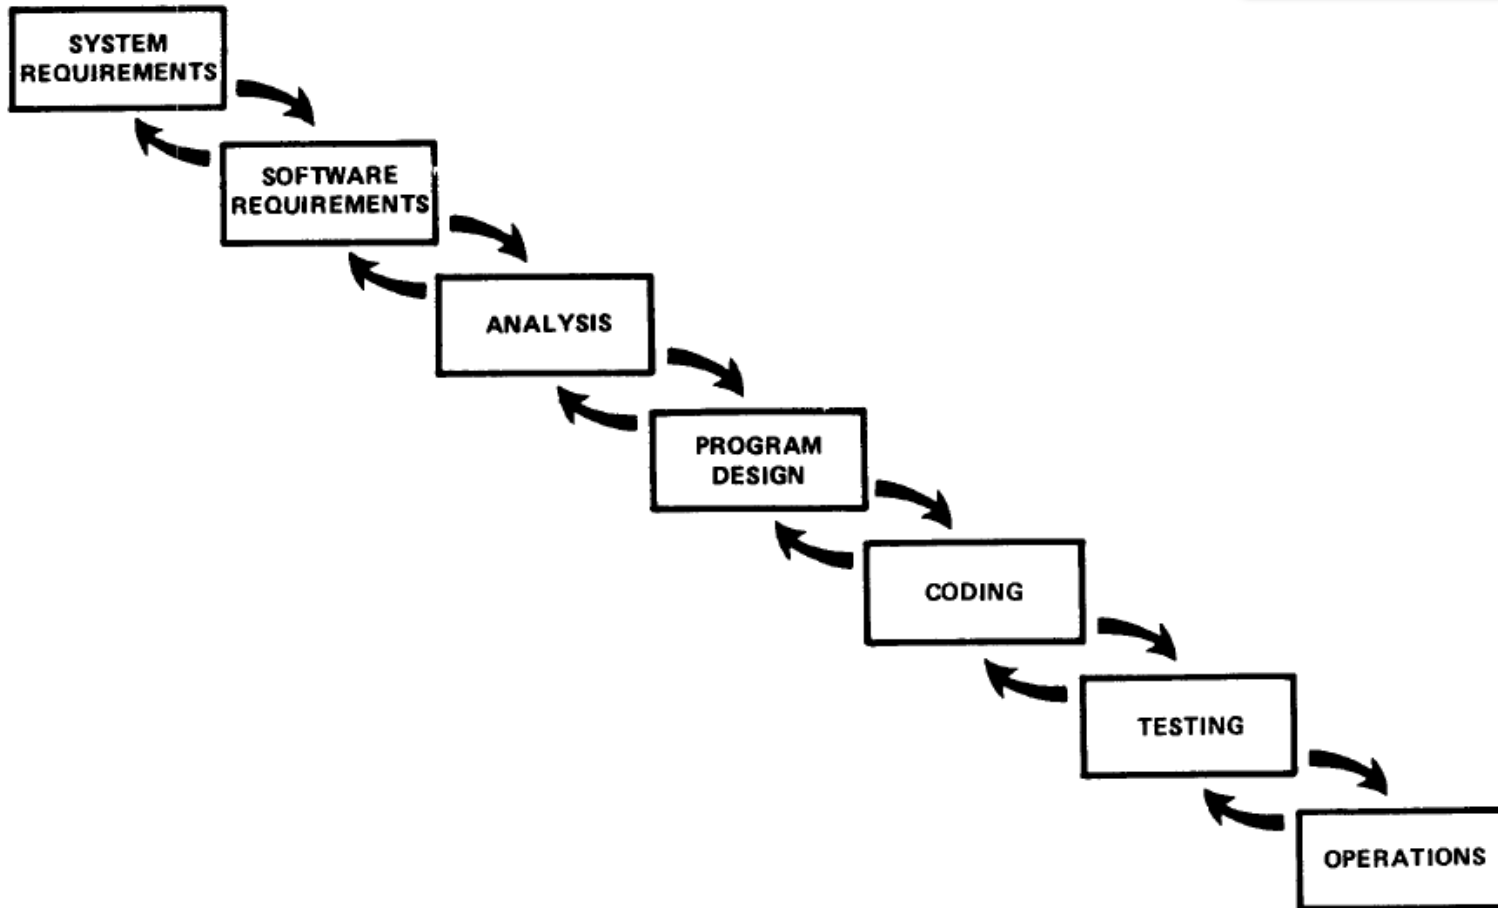 SYSTEM
REQUIREMENTS
SOFTWARE
REQUIREMENTS
ANALYSIS
PROGRAM
DESIGN
CODING
TESTING
OPERATIONS